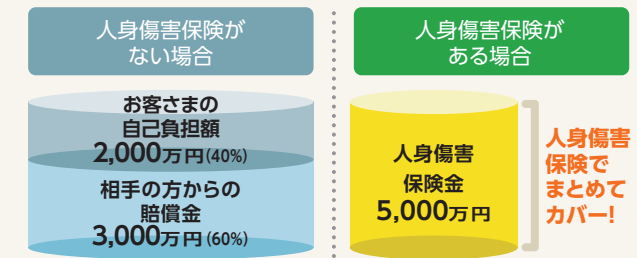 人身傷害保険が
ない場合
お客さまの
自己負担額
2,000万円(40%)
相手の方からの
賠償金
3,000万円(60%)
人身傷害保険が
ある場合
人身傷害
保険金
5,000万円
人身傷害
保険で
まとめて
カバー!